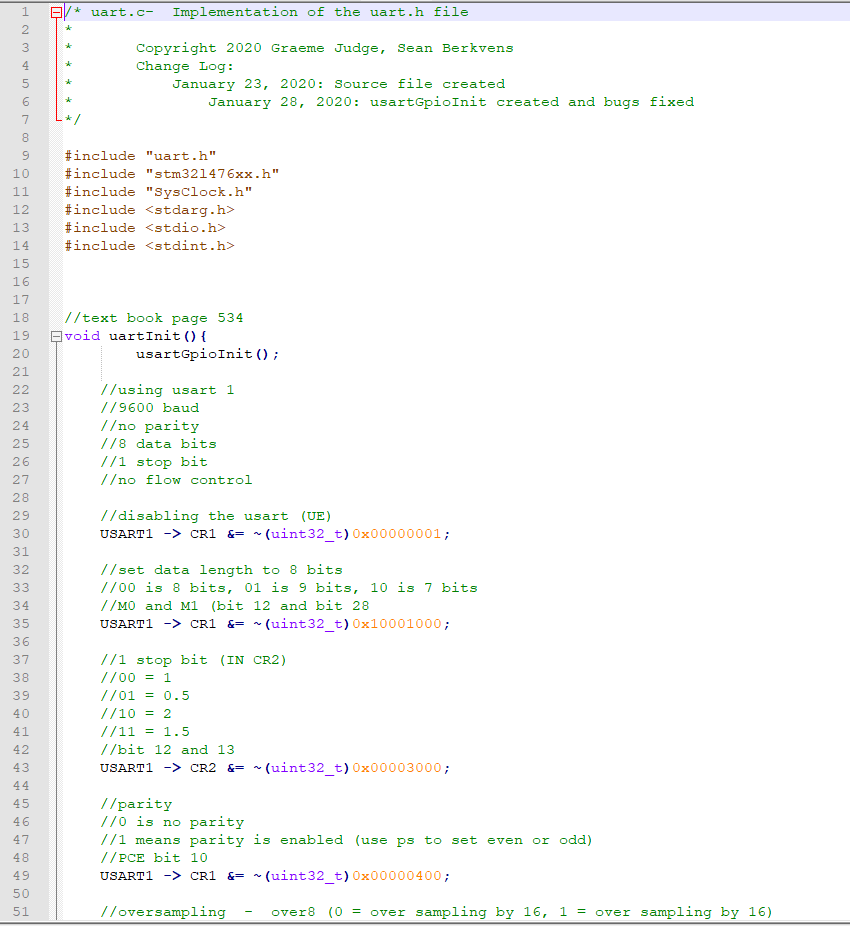 1 /* uart.c-  Implementation of the uart.h file
2 *
3 *       Copyright 2020 Graeme Judge, Sean Berkvens
4 *       Change Log:
5 *           January 23, 2020: Source file created
6 *               January 28, 2020: usartGpioInit created and bugs fixed
7 */
8
9 #include "uart.h"
10 #include "stm32l476xx.h"
11 #include "SysClock.h"
12 #include <stdarg.h>
13 #include <stdio.h>
14 #include <stdint.h>
15
16
17
18 //text book page 534
19 void uartInit(){
20         usartGpioInit();
21
22     //using usart 1
23     //9600 baud
24     //no parity
25     //8 data bits
26     //1 stop bit
27     //no flow control
28
29     //disabling the usart (UE)
30     USART1 -> CR1 &= ~(uint32_t)0x00000001;
31
32     //set data length to 8 bits
33     //00 is 8 bits, 01 is 9 bits, 10 is 7 bits
34     //M0 and M1 (bit 12 and bit 28
35     USART1 -> CR1 &= ~(uint32_t)0x10001000;
36
37     //1 stop bit (IN CR2)
38     //00 = 1
39     //01 = 0.5
40     //10 = 2
41     //11 = 1.5
42     //bit 12 and 13
43     USART1 -> CR2 &= ~(uint32_t)0x00003000;
44
45     //parity
46     //0 is no parity
47     //1 means parity is enabled (use ps to set even or odd)
48     //PCE bit 10
49     USART1 -> CR1 &= ~(uint32_t)0x00000400;
50
51     //oversampling  -  over8 (0 = over sampling by 16, 1 = over sampling by 16)